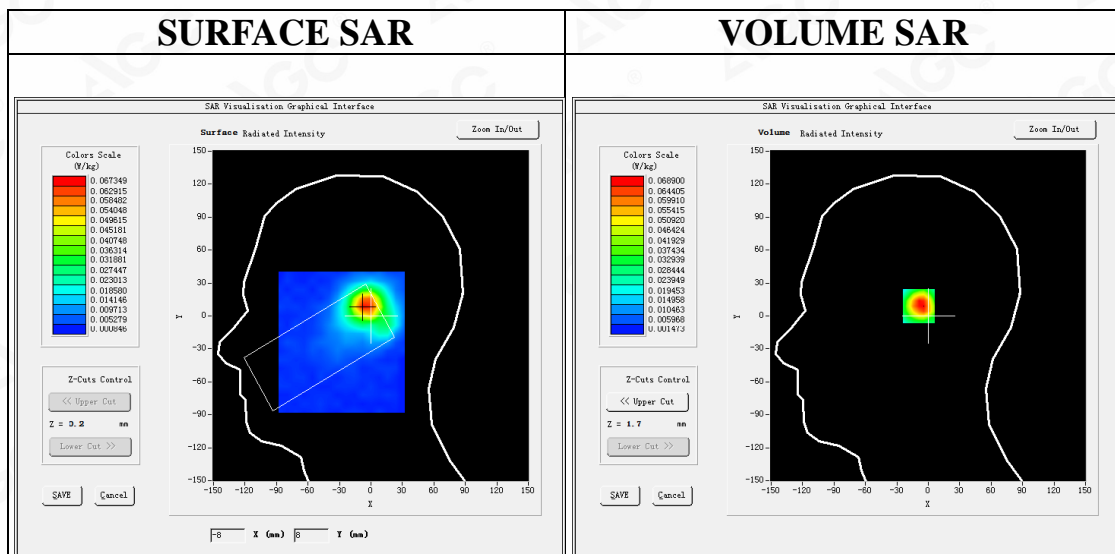 SURFACE SAR
VOLUME SAR
SAR Visualisation Graphical Interface
Surface Radiated Intensity
Zoom In/Out
Colors Scale
(W/kg)
0.067349
0.062915
0.058482
0.054048
0.049615
0.045181
0.040748
0.036314
0.031881
0.027447
0.023013
0.018580
0.014146
0.009713
0.005279
0.000846
150
120
90
60
30
0
-30
-60
-90
-120
-150
Y
-150 -120 -90 -60 -30 0 30 60 90 120 150
X
Z-Cuts Control
<< Upper Cut
Z = 3.2 mm
Lower Cut >>
SAVE Cancel
-8 X (mm) 8 Y (mm)
SAR Visualisation Graphical Interface
Volume Radiated Intensity
Zoom In/Out
Colors Scale
(W/kg)
0.068900
0.064405
0.059910
0.055415
0.050920
0.046424
0.041929
0.037434
0.032939
0.028444
0.023949
0.019453
0.014958
0.010463
0.005968
0.001473
150
120
90
60
30
0
-30
-60
-90
-120
-150
Y
-150 -120 -90 -60 -30 0 30 60 90 120 150
X
Z-Cuts Control
<< Upper Cut
Z = 1.7 mm
Lower Cut >>
SAVE Cancel